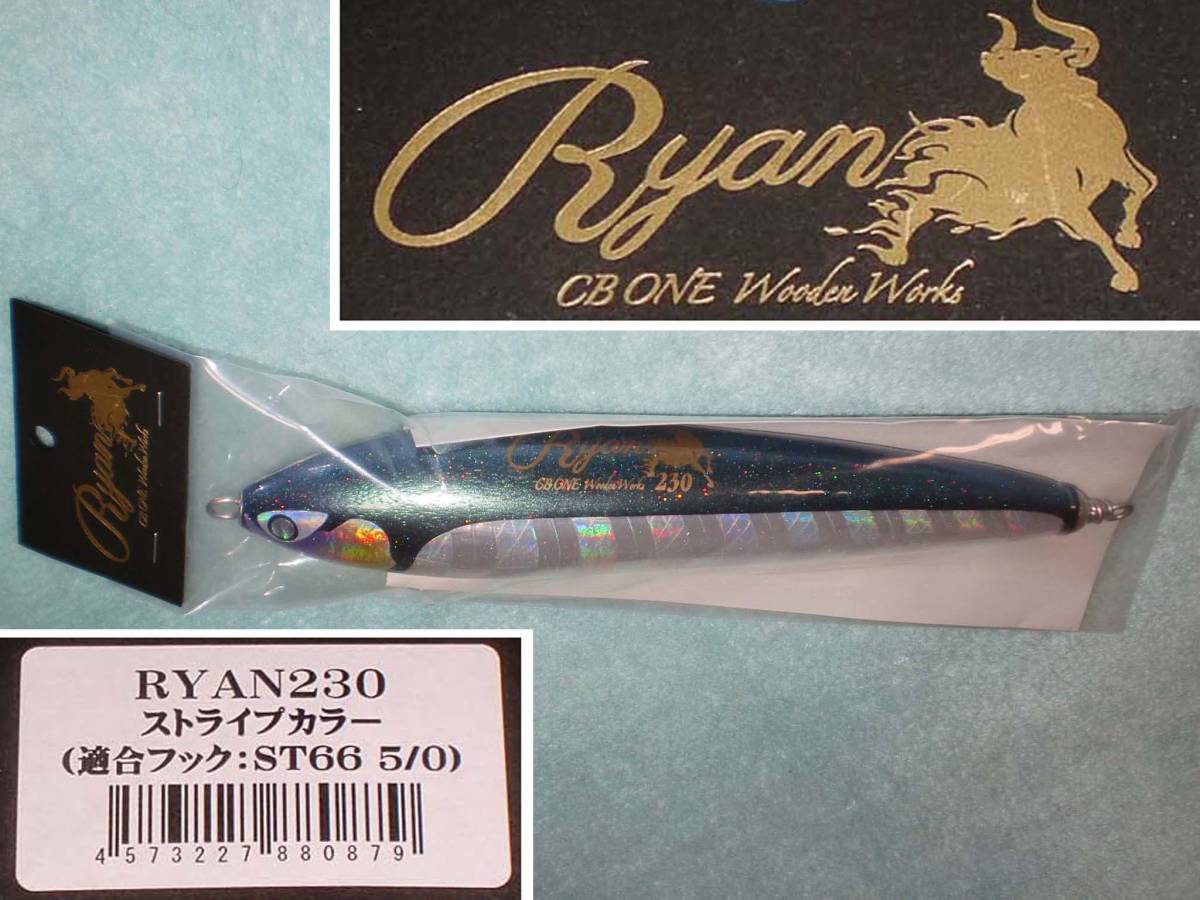 Ryan
CB ONE Wooden Works
Ryan
CB ONE Wooden Works
Ryan
CB ONE Wooden Works 230
RYAN230
ストライプカラー
(適合フック:ST66 5/0)
4573227880879